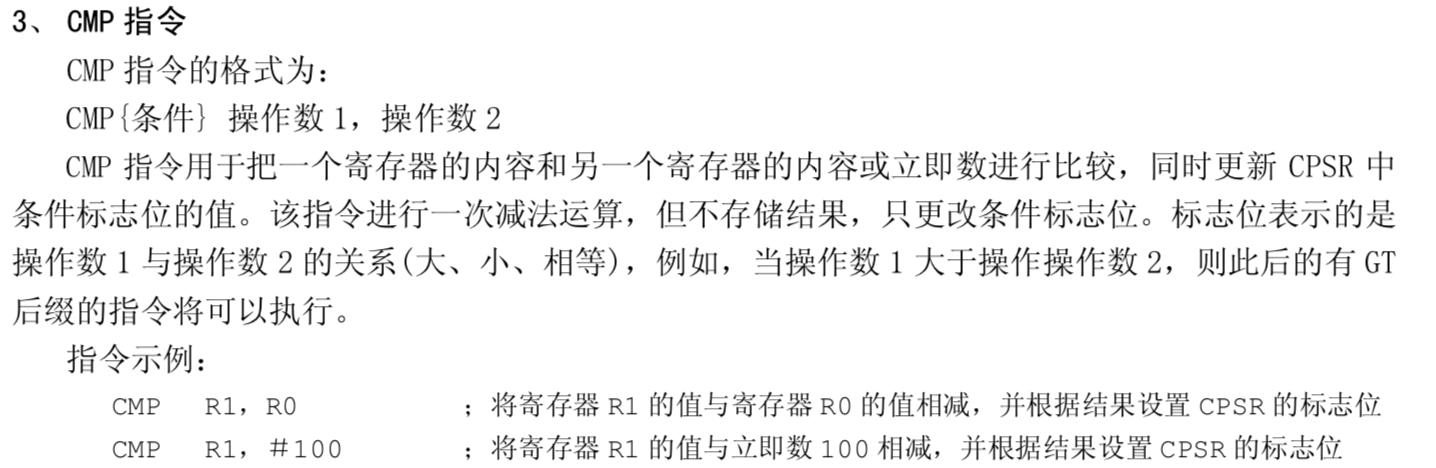 3、 CMP 指令
CMP 指令的格式为：
CMP{条件} 操作数 1，操作数 2
CMP 指令用于把一个寄存器的内容和另一个寄存器的内容或立即数进行比较，同时更新 CPSR 中
条件标志位的值。该指令进行一次减法运算，但不存储结果，只更改条件标志位。标志位表示的是
操作数 1 与操作数 2 的关系(大、小、相等)，例如，当操作数 1 大于操作操作数 2，则此后的有 GT
后缀的指令将可以执行。
指令示例：
CMP R1，R0 ；将寄存器 R1 的值与寄存器 R0 的值相减，并根据结果设置 CPSR 的标志位
CMP R1，＃100 ；将寄存器 R1 的值与立即数 100 相减，并根据结果设置 CPSR 的标志位